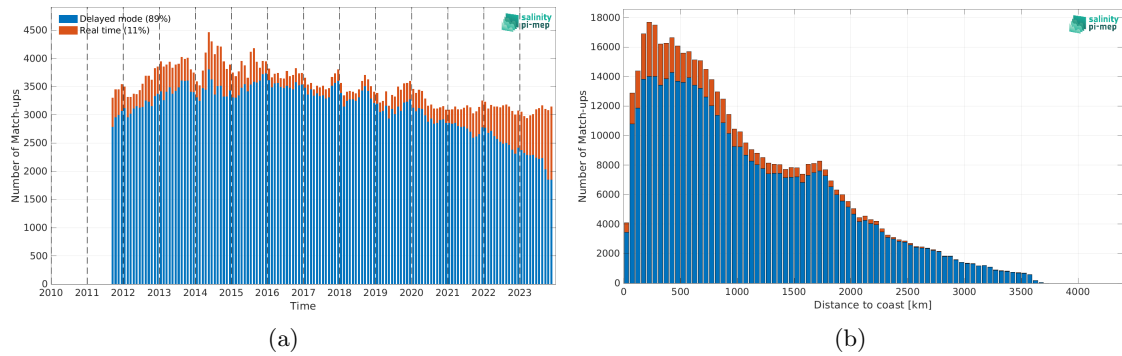 Delayed mode (89%)
Real time (11%)
salinity
pi-mep
Number of Match-ups
4500
4000
3500
3000
2500
2000
1500
1000
500
0
2010 2011 2012 2013 2014 2015 2016 2017 2018 2019 2020 2021 2022 2023
Time
(a)
salinity
pi-mep
Number of Match-ups
18000
16000
14000
12000
10000
8000
6000
4000
2000
0
0 500 1000 1500 2000 2500 3000 3500 4000
Distance to coast [km]
(b)